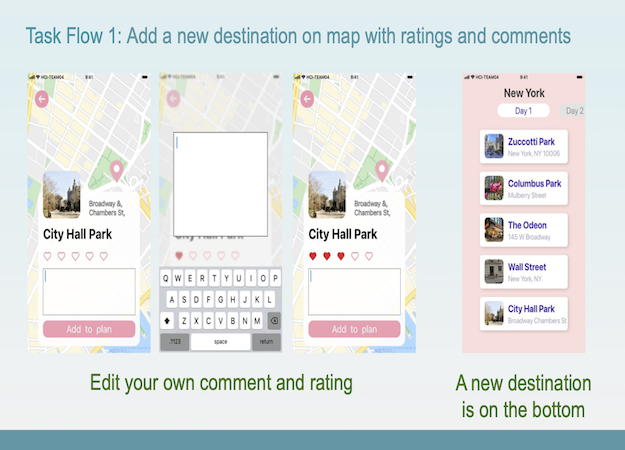 Task Flow 1: Add a new destination on map with ratings and comments
HCI-TEAM04 9:41
Broadway &,
Chambers St,
City Hall Park
Add to plan
HCI-TEAM04 9:41
City Hall Park
Q W E R T Y U I O P
A S D F G H J K L
Z X C V B N M
.?123 space return
HCI-TEAM04 9:41
Broadway &,
Chambers St,
City Hall Park
Add to plan
HCI-TEAM04 9:41
New York
Day 1 Day 2
Zuccotti Park
New York, NY 10006
Columbus Park
Mulberry Street
The Odeon
145 W Broadway
Wall Street
New York, NY.
City Hall Park
Broadway Chambers St
Edit your own comment and rating
A new destination
is on the bottom